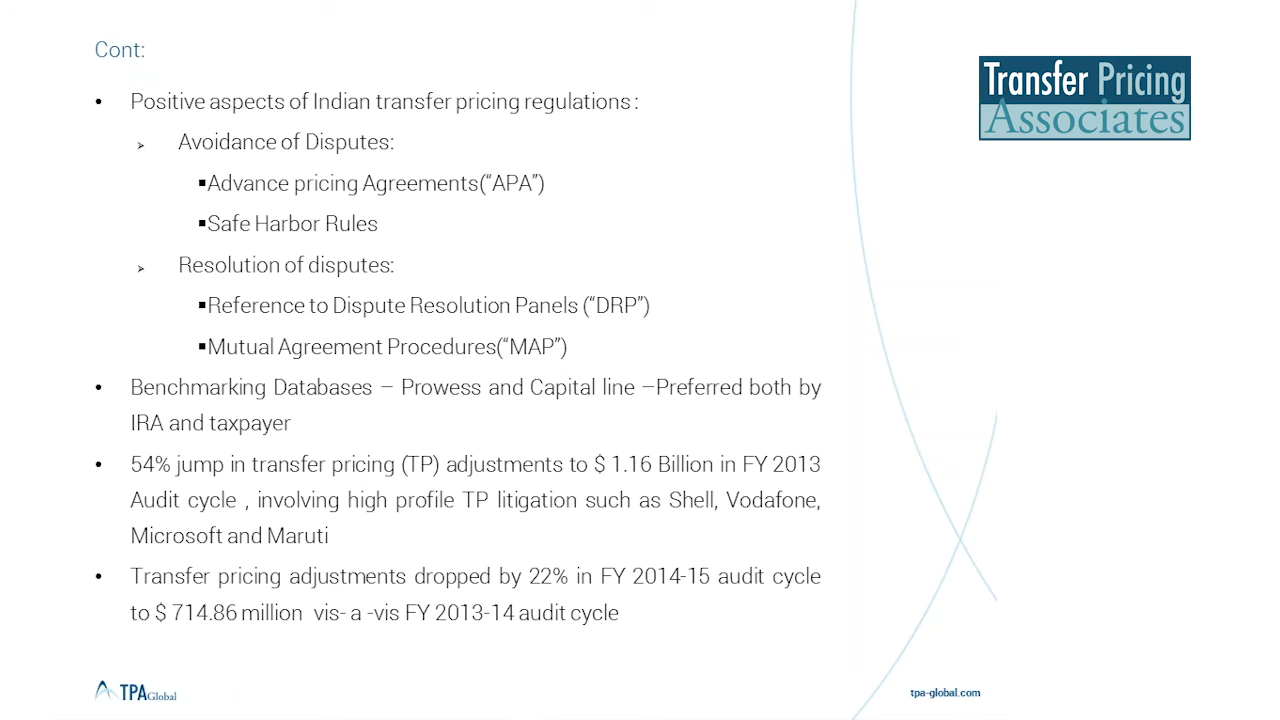 Cont:
Transfer Pricing
Associates
• Positive aspects of Indian transfer pricing regulations :
➢ Avoidance of Disputes:
▪Advance pricing Agreements(“APA”)
▪Safe Harbor Rules
➢ Resolution of disputes:
▪Reference to Dispute Resolution Panels (“DRP”)
▪Mutual Agreement Procedures(“MAP”)
• Benchmarking Databases – Prowess and Capital line –Preferred both by
IRA and taxpayer
• 54% jump in transfer pricing (TP) adjustments to $ 1.16 Billion in FY 2013
Audit cycle , involving high profile TP litigation such as Shell, Vodafone,
Microsoft and Maruti
• Transfer pricing adjustments dropped by 22% in FY 2014-15 audit cycle
to $ 714.86 million vis- a -vis FY 2013-14 audit cycle
TPA Global
tpa-global.com